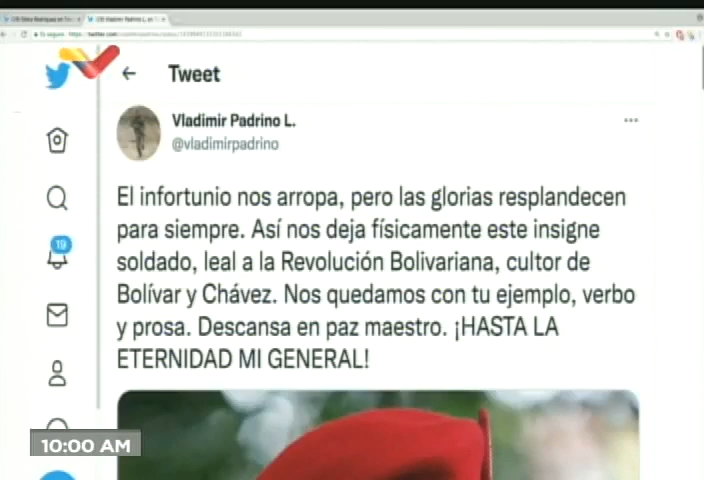 Tweet
Vladimir Padrino L.
@vladimirpadrino
El infortunio nos arropa, pero las glorias resplandecen
para siempre. Así nos deja físicamente este insigne
soldado, leal a la Revolución Bolivariana, cultor de
Bolívar y Chávez. Nos quedamos con tu ejemplo, verbo
y prosa. Descansa en paz maestro. ¡HASTA LA
ETERNIDAD MI GENERAL!
19
10:00 AM